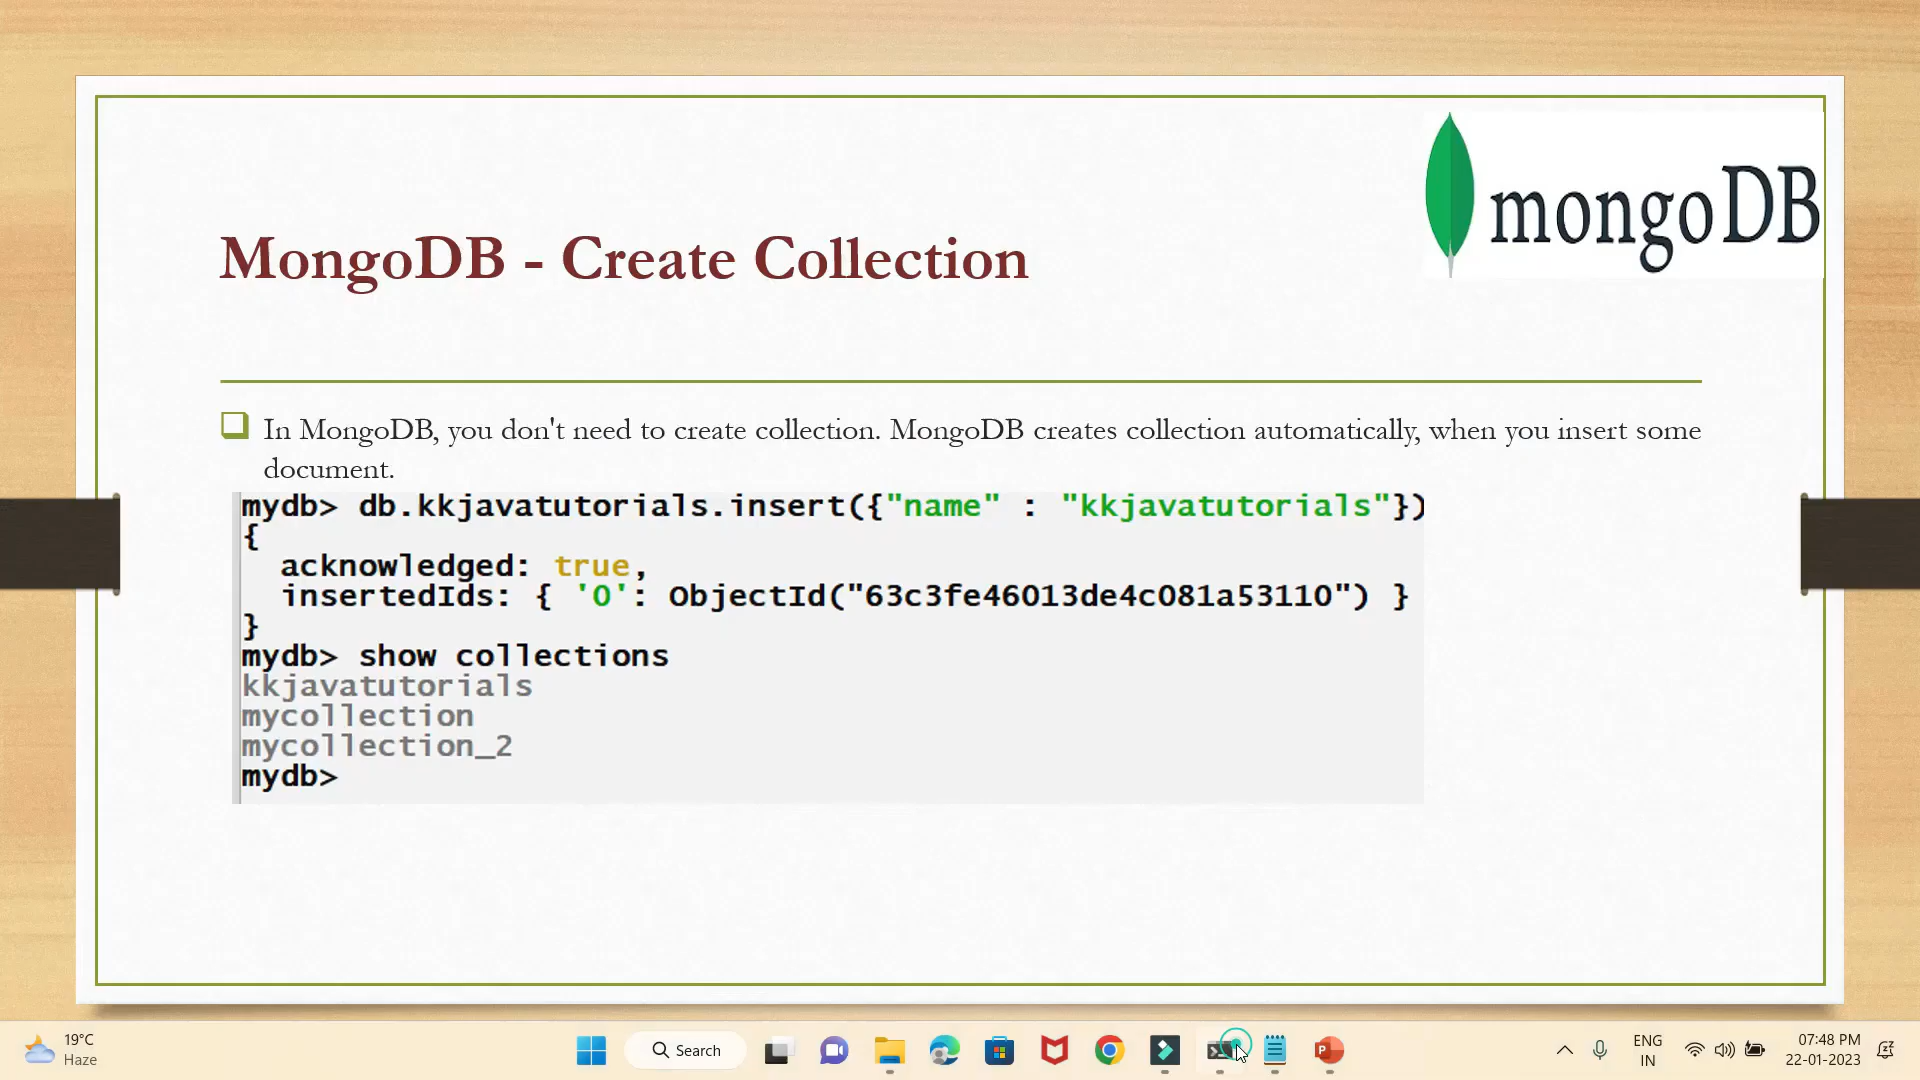 mongoDB
MongoDB - Create Collection
In MongoDB, you don't need to create collection. MongoDB creates collection automatically, when you insert some
document.
mydb> db.kkjavatutorials.insert({"name" : "kkjavatutorials"})
{
  acknowledged: true,
  insertedIds: { '0': ObjectId("63c3fe46013de4c081a53110") }
}
mydb> show collections
kkjavatutorials
mycollection
mycollection_2
mydb>
19°C
Haze
Search
ENG
IN
07:48 PM
22-01-2023